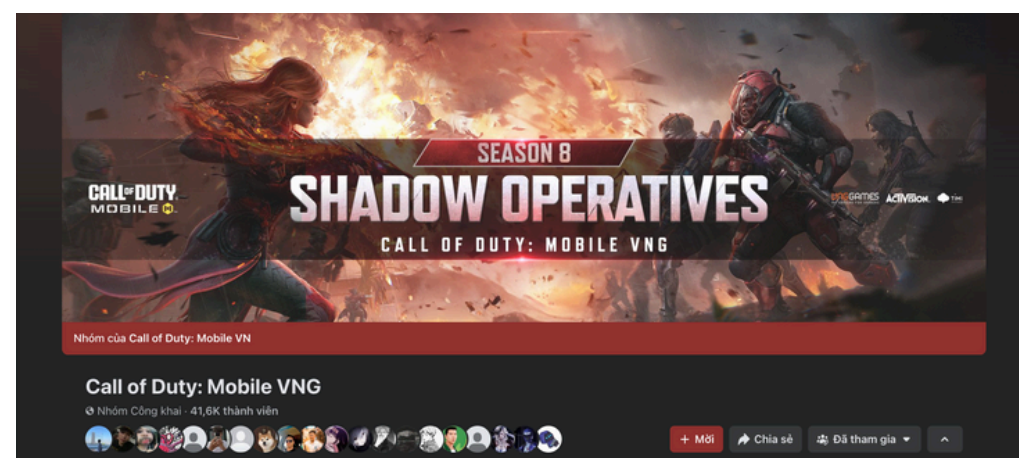 SEASON 8
SHADOW OPERATIVES
CALL OF DUTY: MOBILE VNG
CALL OF DUTY
MOBILE
VNGGAMES ACTIVISION. TiMi
Nhóm của Call of Duty: Mobile VN
Call of Duty: Mobile VNG
Nhóm Công khai · 41,6K thành viên
+ Mời Chia sẻ Đã tham gia